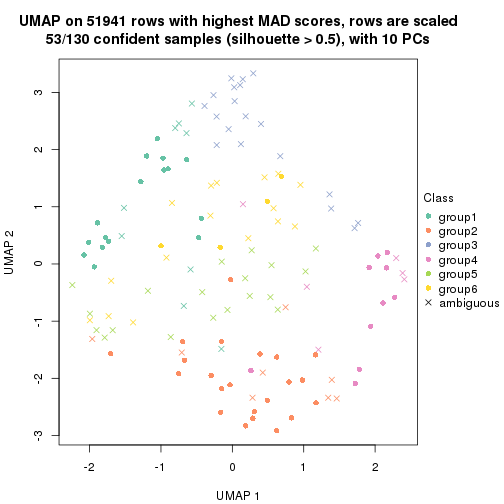 UMAP on 51941 rows with highest MAD scores, rows are scaled
53/130 confident samples (silhouette > 0.5), with 10 PCs
3
2
1
0
-1
-2
-3
UMAP 2
-2
-1
0
1
2
UMAP 1
Class
group1
group2
group3
group4
group5
group6
ambiguous